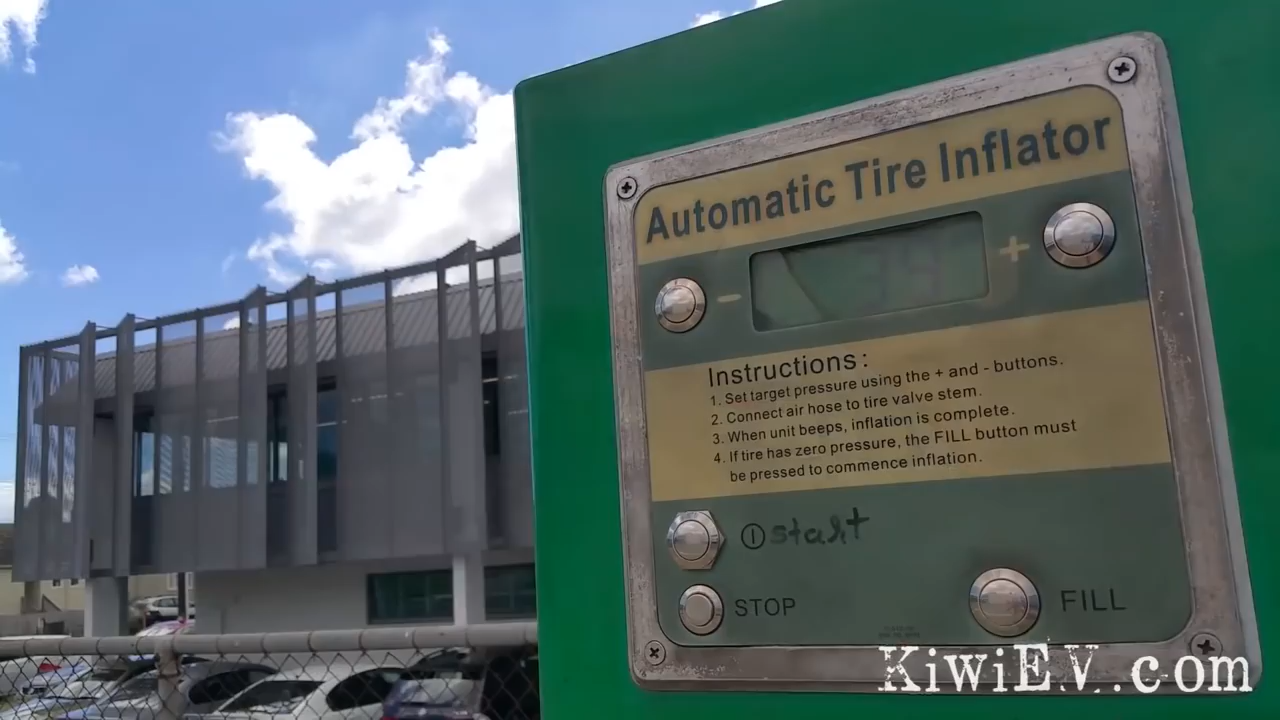 Automatic Tire Inflator
- 34 +
Instructions:
1. Set target pressure using the + and - buttons.
2. Connect air hose to tire valve stem.
3. When unit beeps, inflation is complete.
4. If tire has zero pressure, the FILL button must
be pressed to commence inflation.
start
STOP
FILL
KiwiEV.com